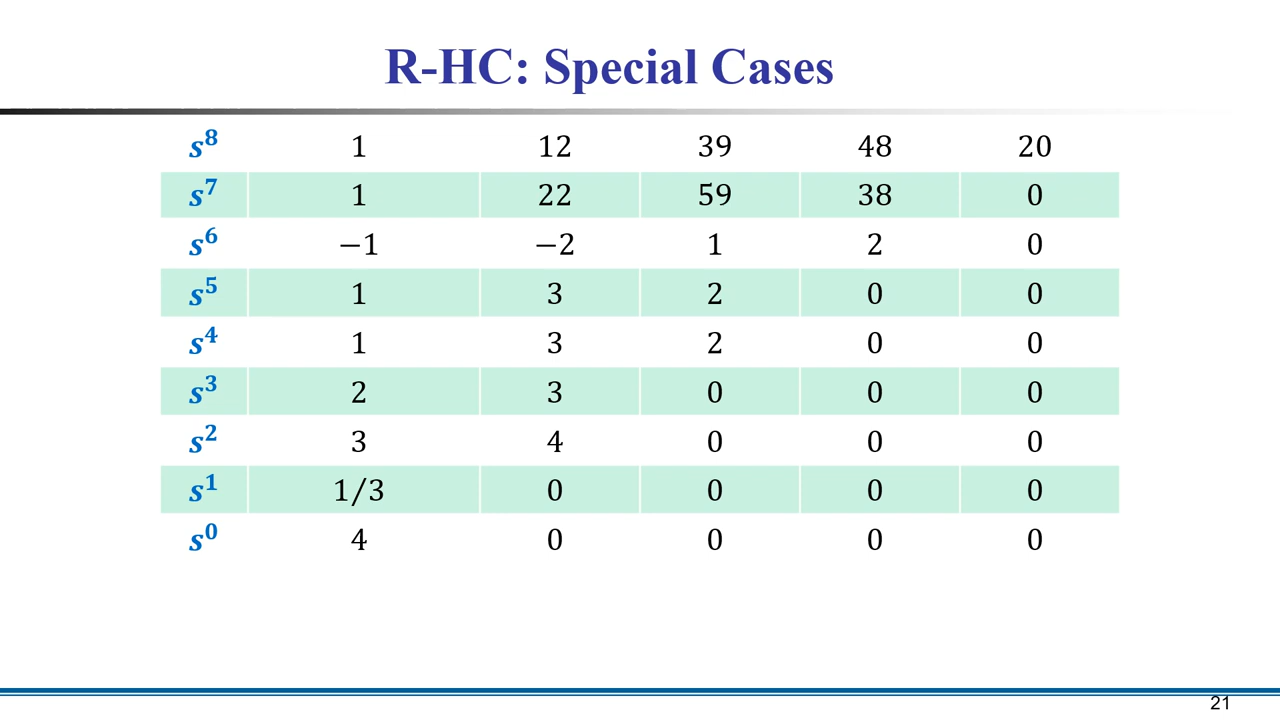 R-HC: Special Cases
s⁸ 1 12 39 48 20
s⁷ 1 22 59 38 0
s⁶ −1 −2 1 2 0
s⁵ 1 3 2 0 0
s⁴ 1 3 2 0 0
s³ 2 3 0 0 0
s² 3 4 0 0 0
s¹ 1/3 0 0 0 0
s⁰ 4 0 0 0 0
21